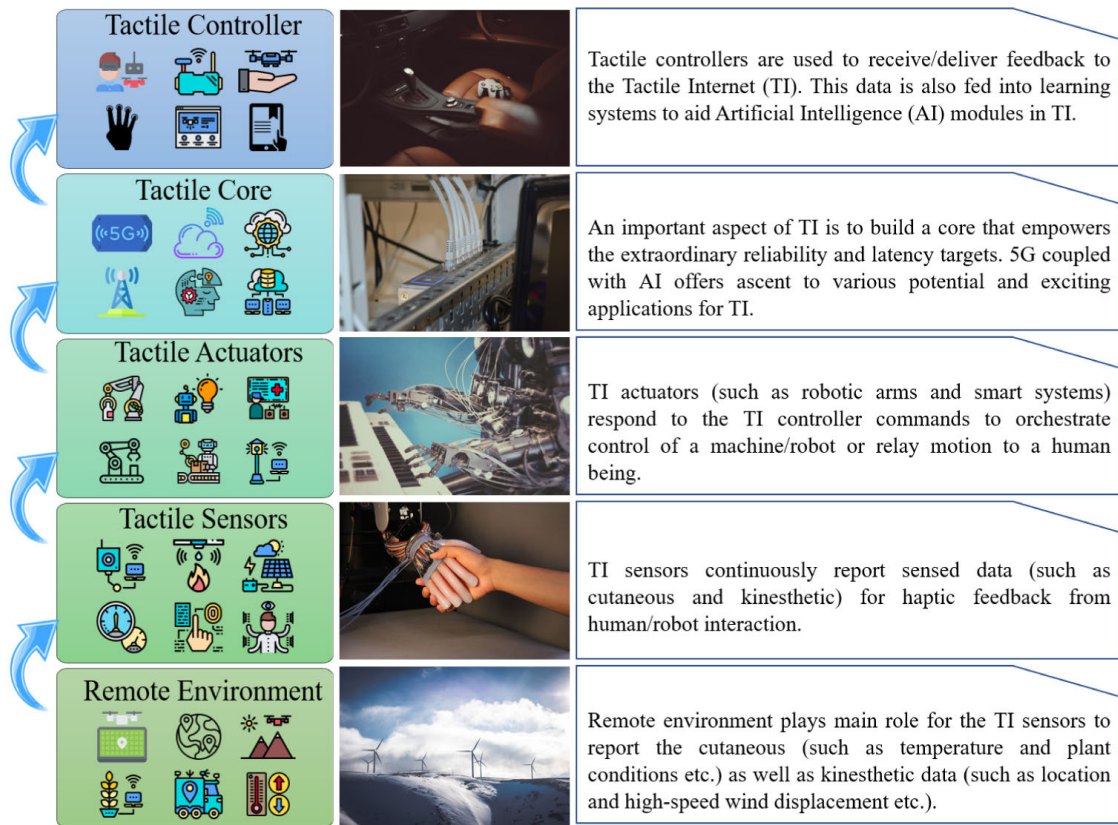 Tactile Controller
Tactile controllers are used to receive/deliver feedback to
the Tactile Internet (TI). This data is also fed into learning
systems to aid Artificial Intelligence (AI) modules in TI.
Tactile Core
((5G))
An important aspect of TI is to build a core that empowers
the extraordinary reliability and latency targets. 5G coupled
with AI offers ascent to various potential and exciting
applications for TI.
Tactile Actuators
TI actuators (such as robotic arms and smart systems)
respond to the TI controller commands to orchestrate
control of a machine/robot or relay motion to a human
being.
Tactile Sensors
TI sensors continuously report sensed data (such as
cutaneous and kinesthetic) for haptic feedback from
human/robot interaction.
Remote Environment
Remote environment plays main role for the TI sensors to
report the cutaneous (such as temperature and plant
conditions etc.) as well as kinesthetic data (such as location
and high-speed wind displacement etc.).